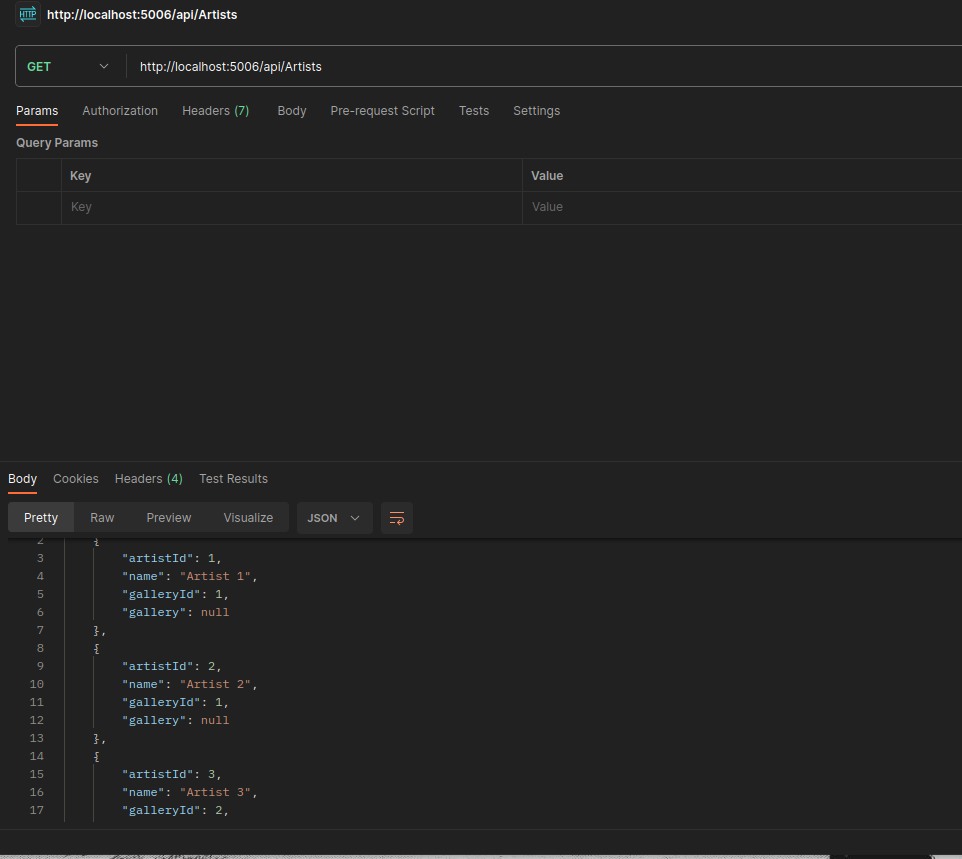 HTTP http://localhost:5006/api/Artists
GET http://localhost:5006/api/Artists
Params Authorization Headers (7) Body Pre-request Script Tests Settings
Query Params
Key Value
Key Value
Body Cookies Headers (4) Test Results
Pretty Raw Preview Visualize JSON
2 {
3 "artistId": 1,
4 "name": "Artist 1",
5 "galleryId": 1,
6 "gallery": null
7 },
8 {
9 "artistId": 2,
10 "name": "Artist 2",
11 "galleryId": 1,
12 "gallery": null
13 },
14 {
15 "artistId": 3,
16 "name": "Artist 3",
17 "galleryId": 2,